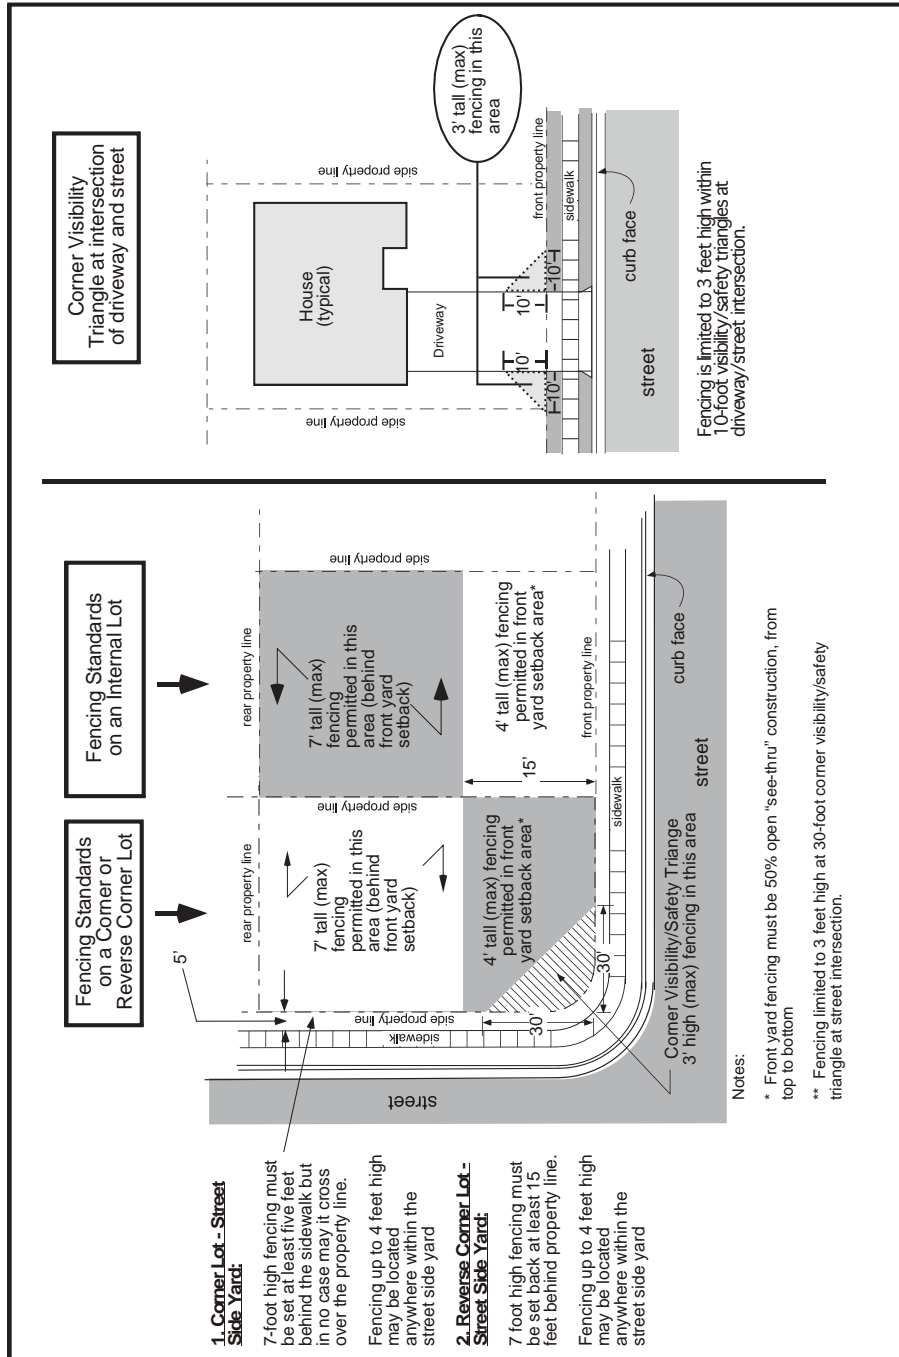 Fencing Standards
on a Corner or
Reverse Corner Lot
Fencing Standards
on an Internal Lot
Corner Visibility
Triangle at intersection
of driveway and street
5'
rear property line
rear property line
7' tall (max)
fencing
permitted in this
area (behind
front yard
setback)
7' tall (max)
fencing
permitted in this
area (behind
front yard
setback)
side property line
side property line
side property line
sidewalk
street
4' tall (max) fencing
permitted in front
yard setback area*
4' tall (max) fencing
permitted in front
yard setback area*
15'
30'
30'
front property line
sidewalk
Corner Visibility/Safety Triange
3' high (max) fencing in this area
street
curb face
1. Corner Lot - Street
Side Yard:
7-foot high fencing must
be set at least five feet
behind the sidewalk but
in no case may it cross
over the property line.
Fencing up to 4 feet high
may be located
anywhere within the
street side yard
2. Reverse Corner Lot -
Street Side Yard:
7 foot high fencing must
be set back at least 15
feet behind property line.
Fencing up to 4 feet high
may be located
anywhere within the
street side yard
Notes:
* Front yard fencing must be 50% open “see-thru” construction, from
top to bottom
** Fencing limited to 3 feet high at 30-foot corner visibility/safety
triangle at street intersection.
side property line
side property line
House
(typical)
Driveway
3' tall (max)
fencing in this
area
10'
10'
10'
10'
front property line
sidewalk
curb face
street
Fencing is limited to 3 feet high within
10-foot visibility/safety triangles at
driveway/street intersection.